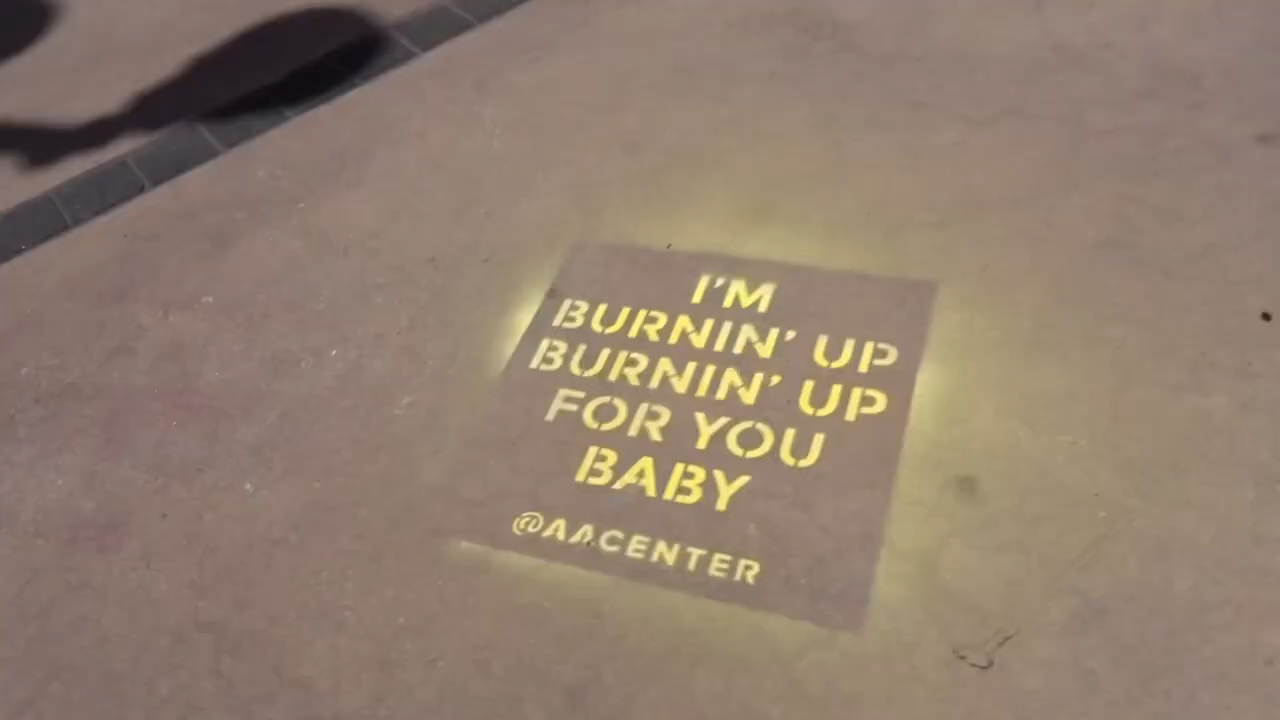 I'M
BURNIN' UP
BURNIN' UP
FOR YOU
BABY
@AACENTER